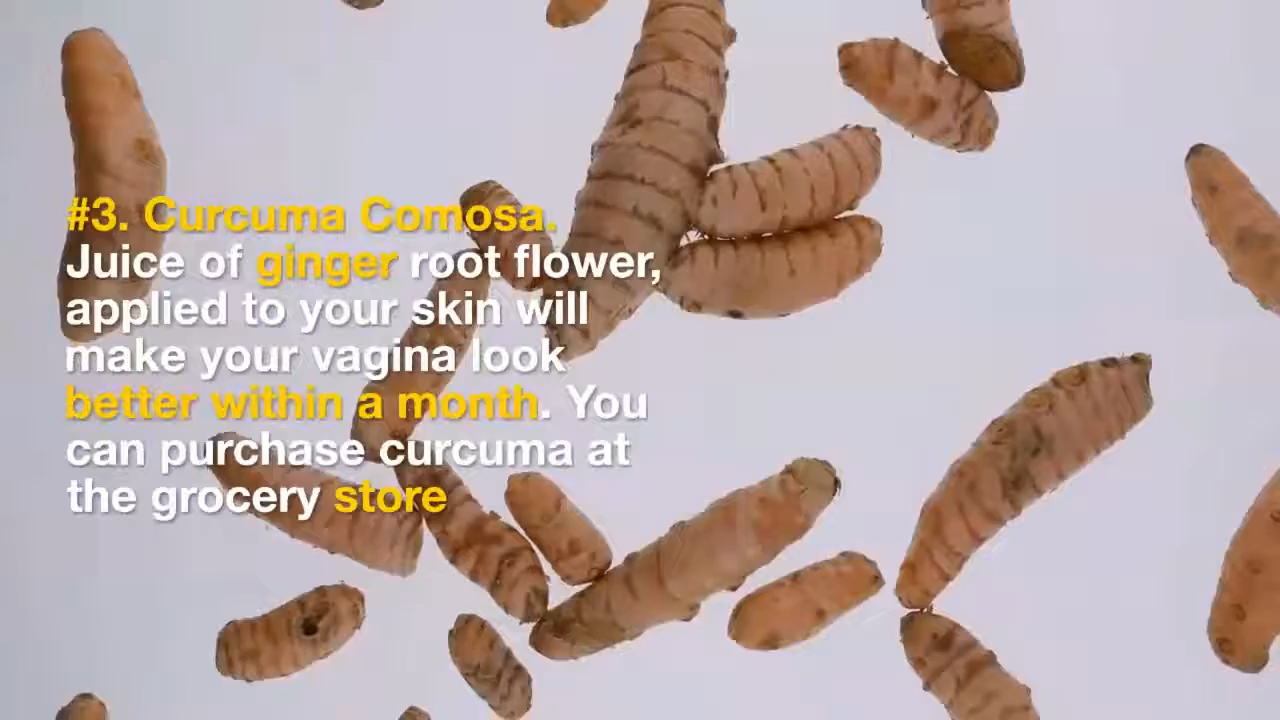 #3. Curcuma Comosa.
Juice of ginger root flower,
applied to your skin will
make your vagina look
better within a month. You
can purchase curcuma at
the grocery store